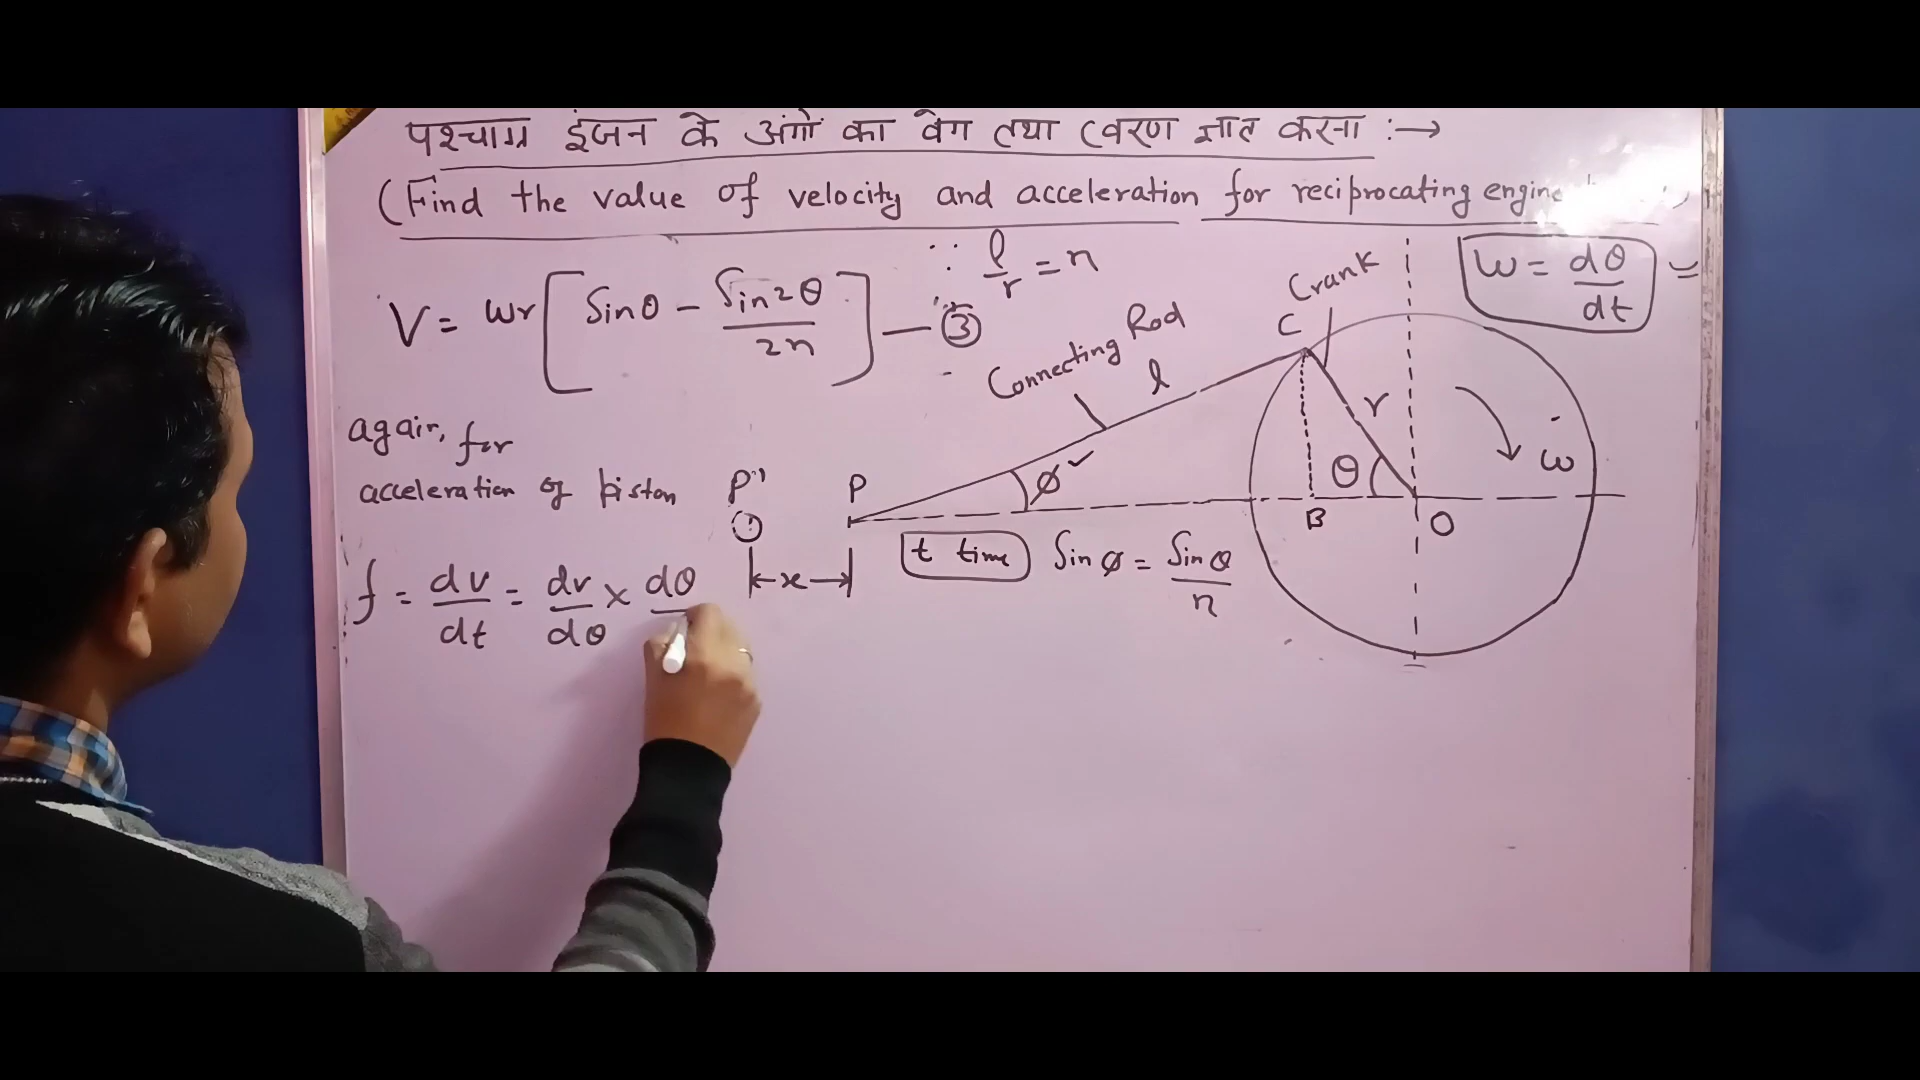 पश्चाग्र इंजन के अंगों का वेग तथा त्वरण ज्ञात करना :→
(Find the value of velocity and acceleration for reciprocating engine
V = wr [ Sinθ − Sin2θ / 2n ] — ③
∵ l/r = n
w = dθ/dt
Crank
C
Connecting Rod
l
r
again, for
acceleration of piston
P'
P
ϕ
θ
ω
B
O
x
t time
Sin ϕ = Sin θ / n
f = dv/dt = dv/dθ × dθ